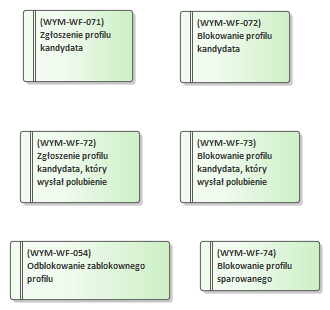 (WYM-WF-071)
Zgłoszenie profilu
kandydata
(WYM-WF-072)
Blokowanie profilu
kandydata
(WYM-WF-72)
Zgłoszenie profilu
kandydata, który
wysłał polubienie
(WYM-WF-73)
Blokowanie profilu
kandydata, który
wysłał polubienie
(WYM-WF-054)
Odblokowanie zablokownego
profilu
(WYM-WF-74)
Blokowanie profilu
sparowanego